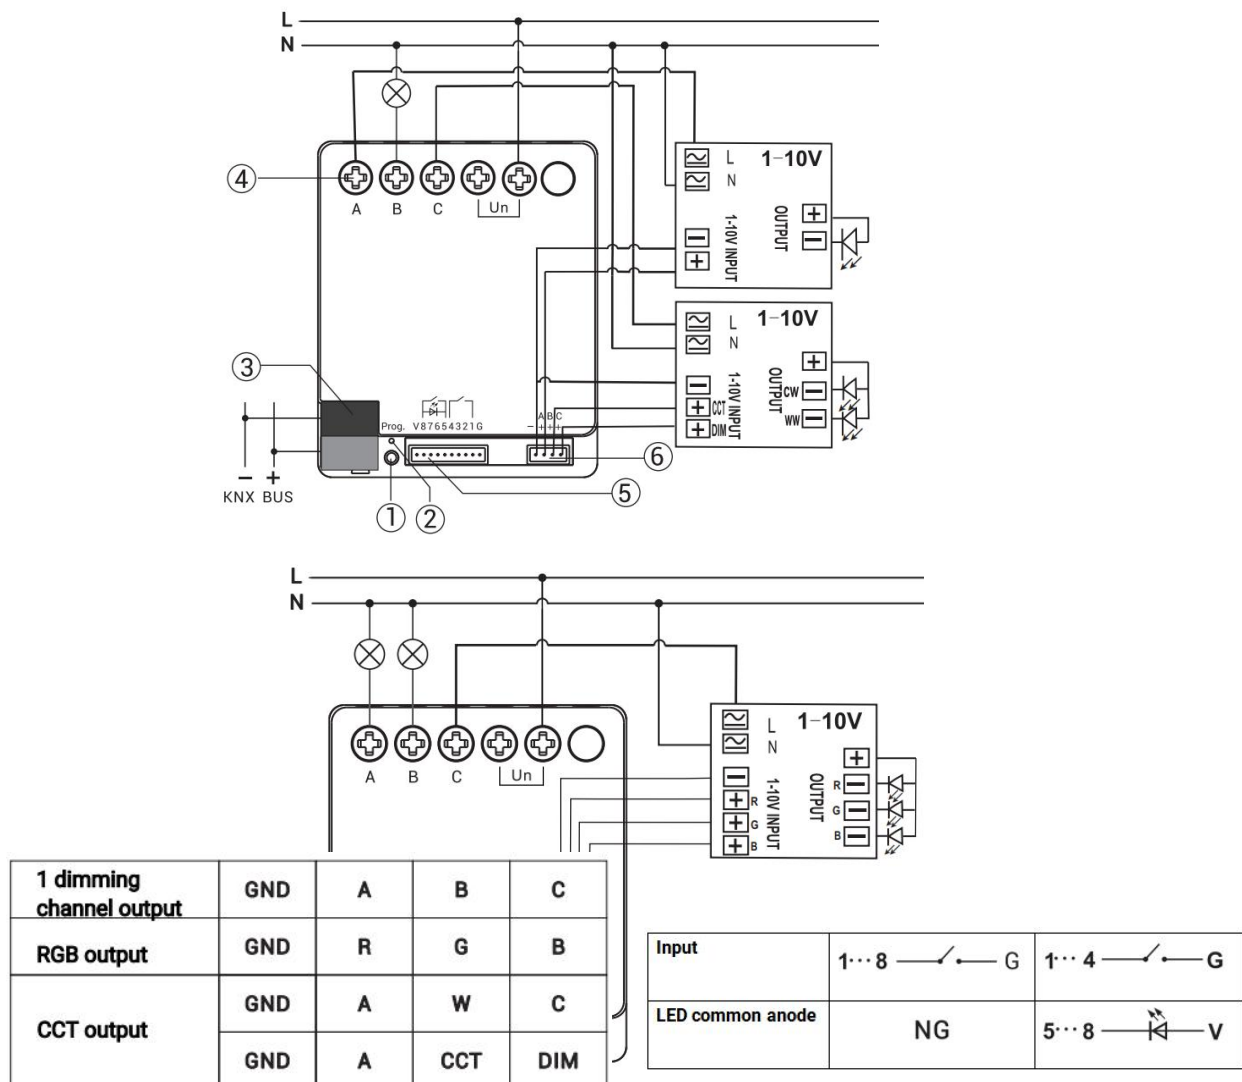 L
N
④
A B C Un
L 1-10V
N
1-10V INPUT
OUTPUT
L 1-10V
N
1-10V INPUT
CCT
DIM
OUTPUT
CW
WW
③
Prog. V87654321G
A B C
- + + +
- +
KNX BUS
① ② ⑤ ⑥
L
N
A B C Un
L 1-10V
N
1-10V INPUT
R
G
B
OUTPUT
R
G
B
1 dimming
channel output GND A B C
RGB output GND R G B
CCT output GND A W C
GND A CCT DIM
Input 1···8 G 1···4 G
LED common anode NG 5···8 V